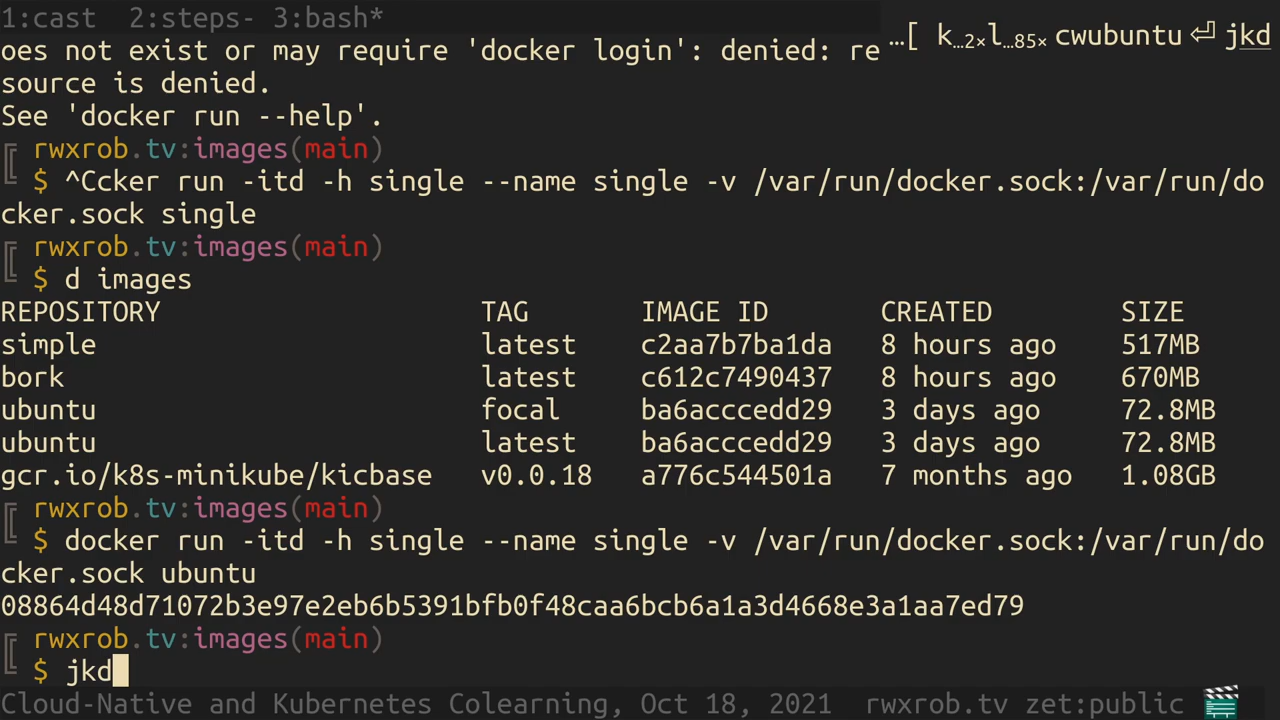 1:cast  2:steps- 3:bash*
…[ k…2×l…85× cwubuntu ⏎ jkd
oes not exist or may require 'docker login': denied: re
source is denied.
See 'docker run --help'.
rwxrob.tv:images(main)
$ ^Ccker run -itd -h single --name single -v /var/run/docker.sock:/var/run/do
cker.sock single
rwxrob.tv:images(main)
$ d images
REPOSITORY TAG IMAGE ID CREATED SIZE
simple latest c2aa7b7ba1da 8 hours ago 517MB
bork latest c612c7490437 8 hours ago 670MB
ubuntu focal ba6acccedd29 3 days ago 72.8MB
ubuntu latest ba6acccedd29 3 days ago 72.8MB
gcr.io/k8s-minikube/kicbase v0.0.18 a776c544501a 7 months ago 1.08GB
rwxrob.tv:images(main)
$ docker run -itd -h single --name single -v /var/run/docker.sock:/var/run/do
cker.sock ubuntu
08864d48d71072b3e97e2eb6b5391bfb0f48caa6bcb6a1a3d4668e3a1aa7ed79
rwxrob.tv:images(main)
$ jkd
Cloud-Native and Kubernetes Colearning, Oct 18, 2021  rwxrob.tv zet:public 🎬